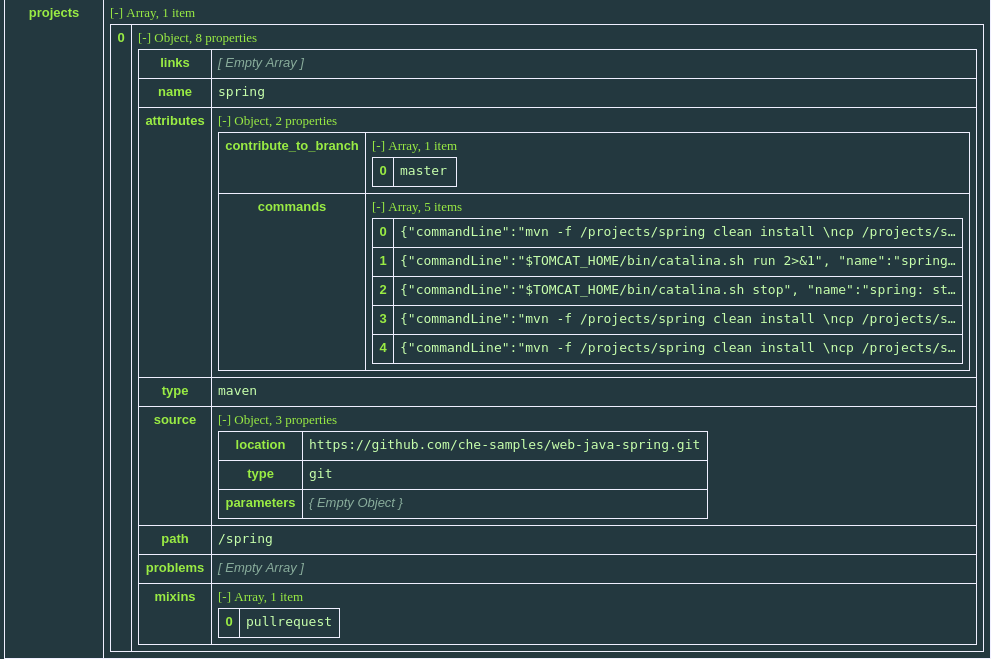 projects [-] Array, 1 item
0 [-] Object, 8 properties
links [ Empty Array ]
name spring
attributes [-] Object, 2 properties
contribute_to_branch [-] Array, 1 item
0 master
commands [-] Array, 5 items
0 {"commandLine":"mvn -f /projects/spring clean install \ncp /projects/s…
1 {"commandLine":"$TOMCAT_HOME/bin/catalina.sh run 2>&1", "name":"spring…
2 {"commandLine":"$TOMCAT_HOME/bin/catalina.sh stop", "name":"spring: st…
3 {"commandLine":"mvn -f /projects/spring clean install \ncp /projects/s…
4 {"commandLine":"mvn -f /projects/spring clean install \ncp /projects/s…
type maven
source [-] Object, 3 properties
location https://github.com/che-samples/web-java-spring.git
type git
parameters { Empty Object }
path /spring
problems [ Empty Array ]
mixins [-] Array, 1 item
0 pullrequest